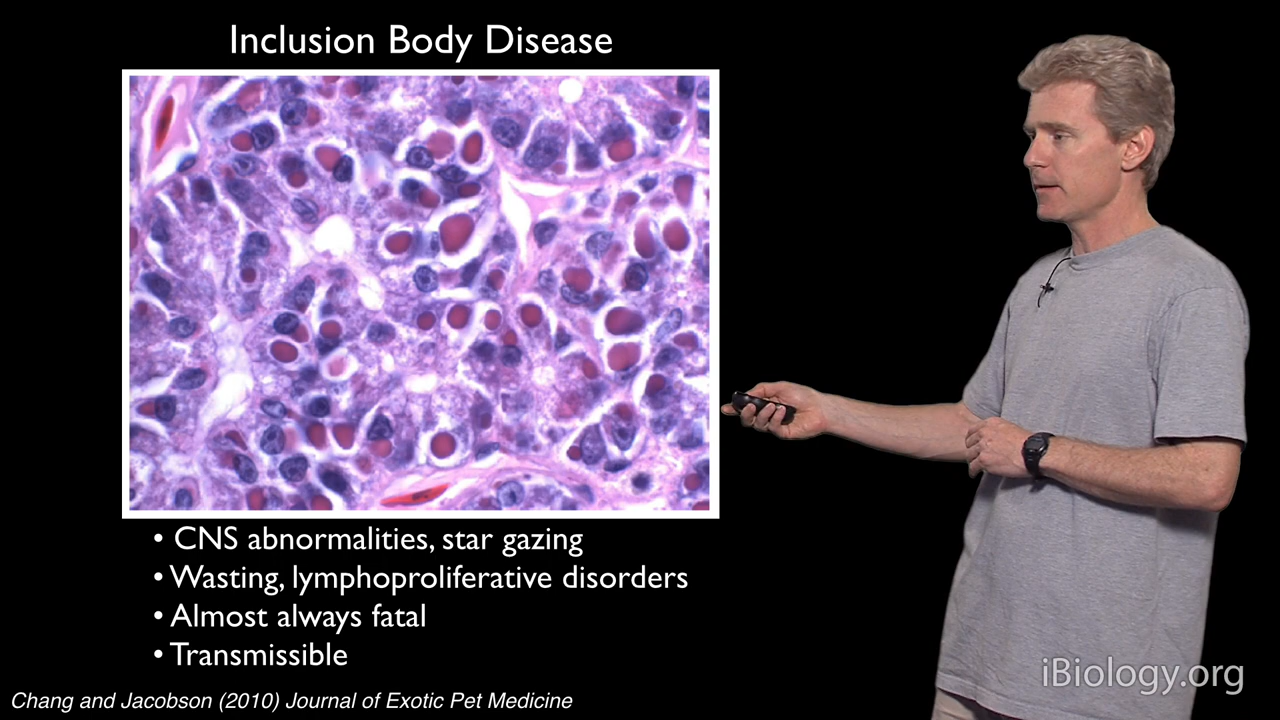 Inclusion Body Disease
• CNS abnormalities, star gazing
• Wasting, lymphoproliferative disorders
• Almost always fatal
• Transmissible
iBiology.org
Chang and Jacobson (2010) Journal of Exotic Pet Medicine